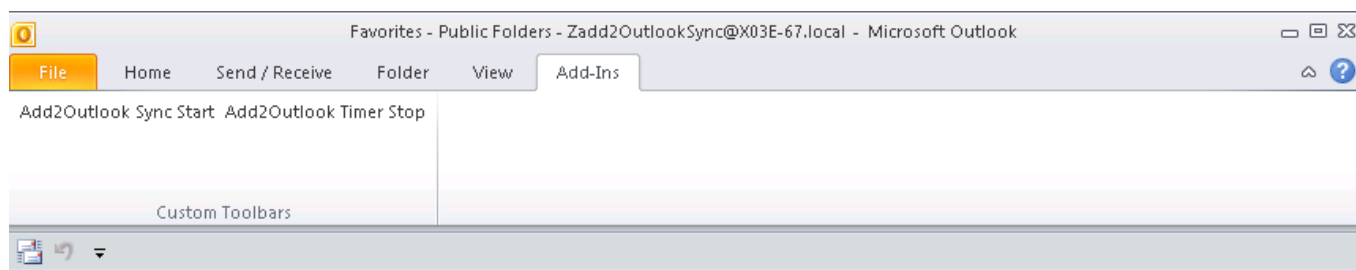 Favorites - Public Folders - Zadd2OutlookSync@X03E-67.local - Microsoft Outlook
File Home Send / Receive Folder View Add-Ins
Add2Outlook Sync Start Add2Outlook Timer Stop
Custom Toolbars